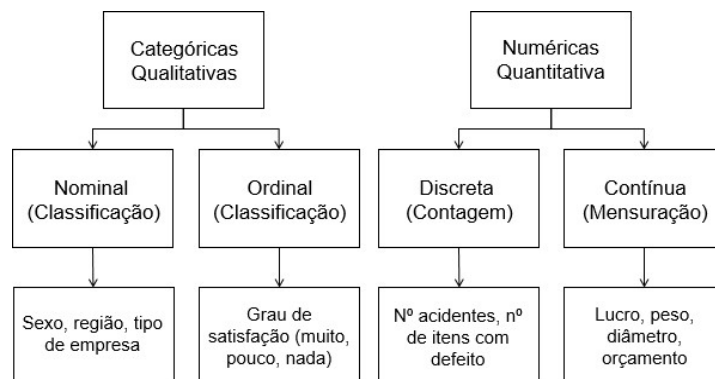 Categóricas
Qualitativas
Numéricas
Quantitativa
Nominal
(Classificação)
Ordinal
(Classificação)
Discreta
(Contagem)
Contínua
(Mensuração)
Sexo, região, tipo
de empresa
Grau de
satisfação (muito,
pouco, nada)
Nº acidentes, nº
de itens com
defeito
Lucro, peso,
diâmetro,
orçamento